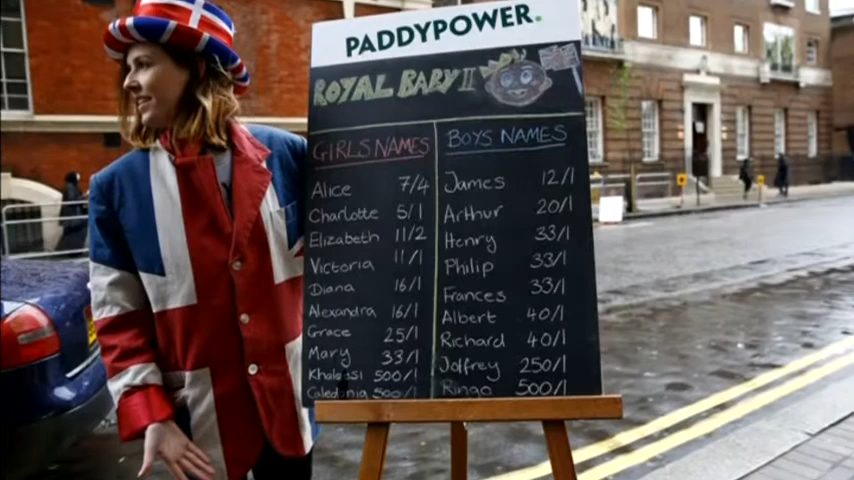 PADDYPOWER.
ROYAL BABY II
GIRLS NAMES
Alice 7/4
Charlotte 5/1
Elizabeth 11/2
Victoria 11/1
Diana 16/1
Alexandra 16/1
Grace 25/1
Mary 33/1
Khaleesi 500/1
Caledonia 500/1
BOYS NAMES
James 12/1
Arthur 20/1
Henry 33/1
Philip 33/1
Frances 33/1
Albert 40/1
Richard 40/1
Joffrey 250/1
Ringo 500/1